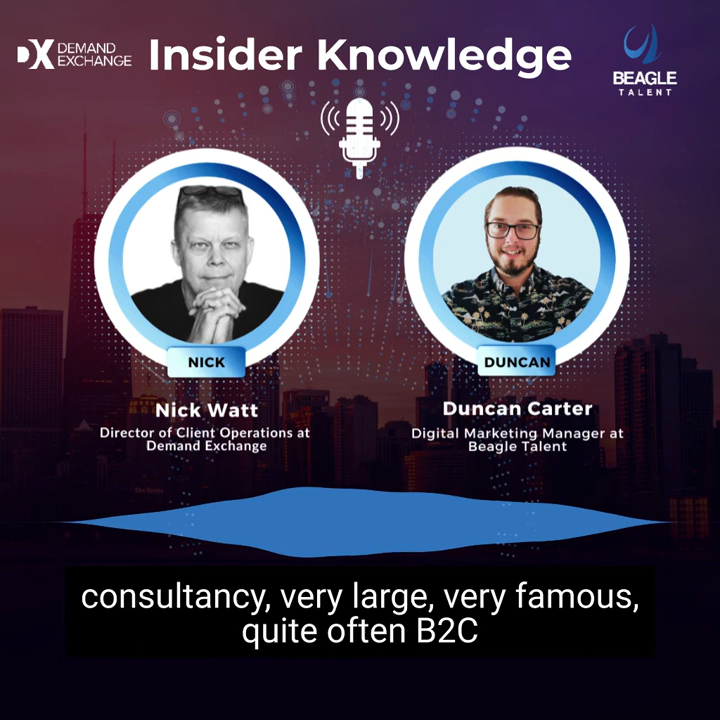 DX DEMAND EXCHANGE
Insider Knowledge
BEAGLE
TALENT
NICK
DUNCAN
Nick Watt
Director of Client Operations at
Demand Exchange
Duncan Carter
Digital Marketing Manager at
Beagle Talent
consultancy, very large, very famous,
quite often B2C